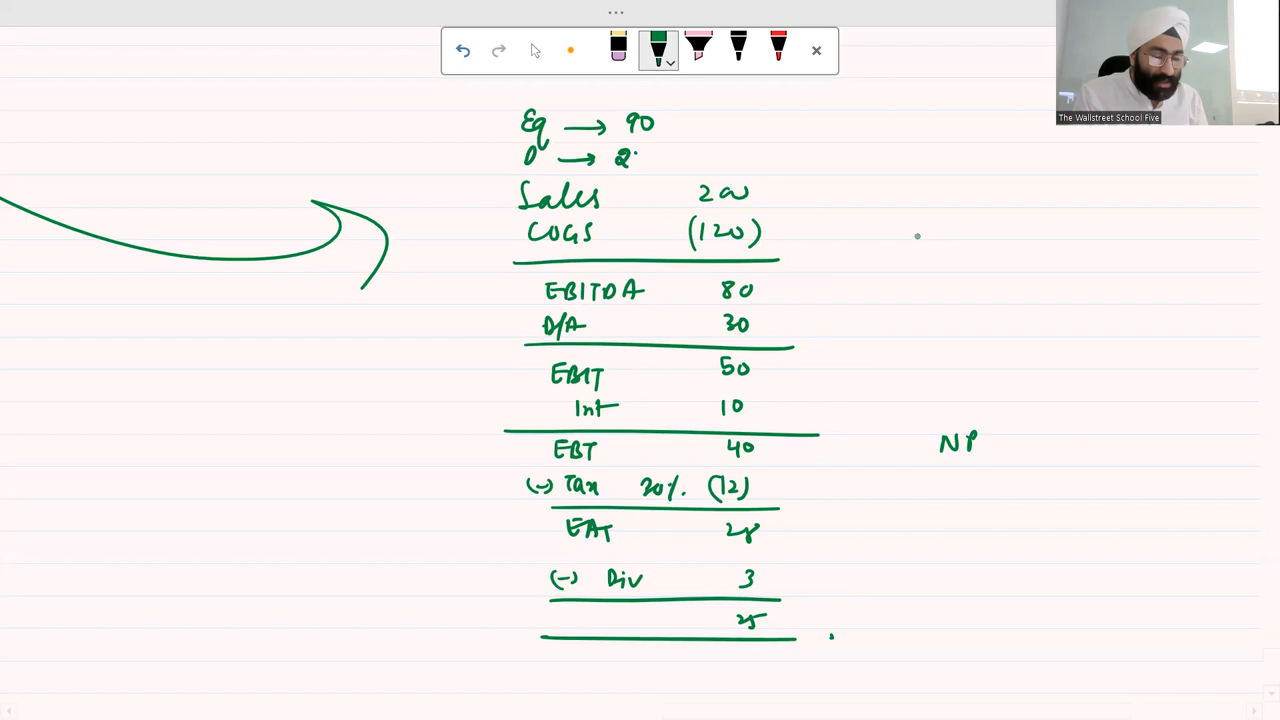 The Wallstreet School Five
Eq → 90
D → 2
Sales 200
COGS (120)
EBITDA 80
D/A 30
EBIT 50
Int 10
EBT 40
NP
(-) Tax 30% (12)
EAT 28
(-) Div 3
25